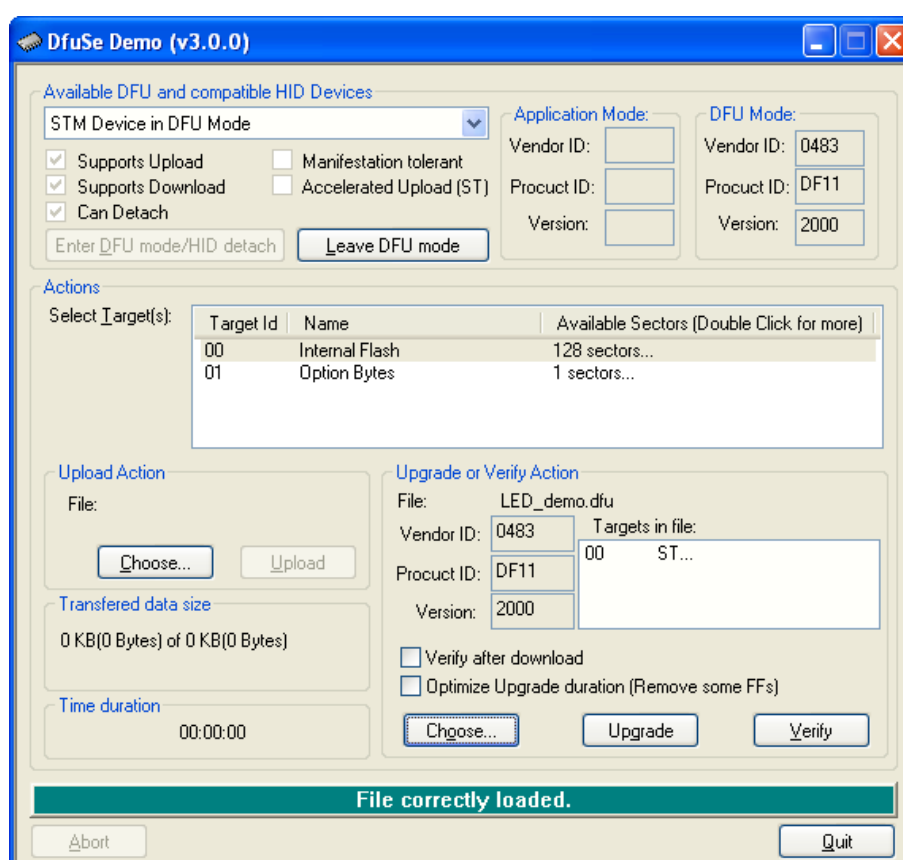 DfuSe Demo (v3.0.0)
Available DFU and compatible HID Devices
STM Device in DFU Mode
Supports Upload
Manifestation tolerant
Supports Download
Accelerated Upload (ST)
Can Detach
Enter DFU mode/HID detach
Leave DFU mode
Application Mode:
Vendor ID:
Procuct ID:
Version:
DFU Mode:
Vendor ID: 0483
Procuct ID: DF11
Version: 2000
Actions
Select Target(s):
Target Id Name Available Sectors (Double Click for more)
00 Internal Flash 128 sectors...
01 Option Bytes 1 sectors...
Upload Action
File:
Choose... Upload
Transfered data size
0 KB(0 Bytes) of 0 KB(0 Bytes)
Time duration
00:00:00
Upgrade or Verify Action
File: LED_demo.dfu
Vendor ID: 0483
Procuct ID: DF11
Version: 2000
Targets in file:
00 ST...
Verify after download
Optimize Upgrade duration (Remove some FFs)
Choose... Upgrade Verify
File correctly loaded.
Abort Quit